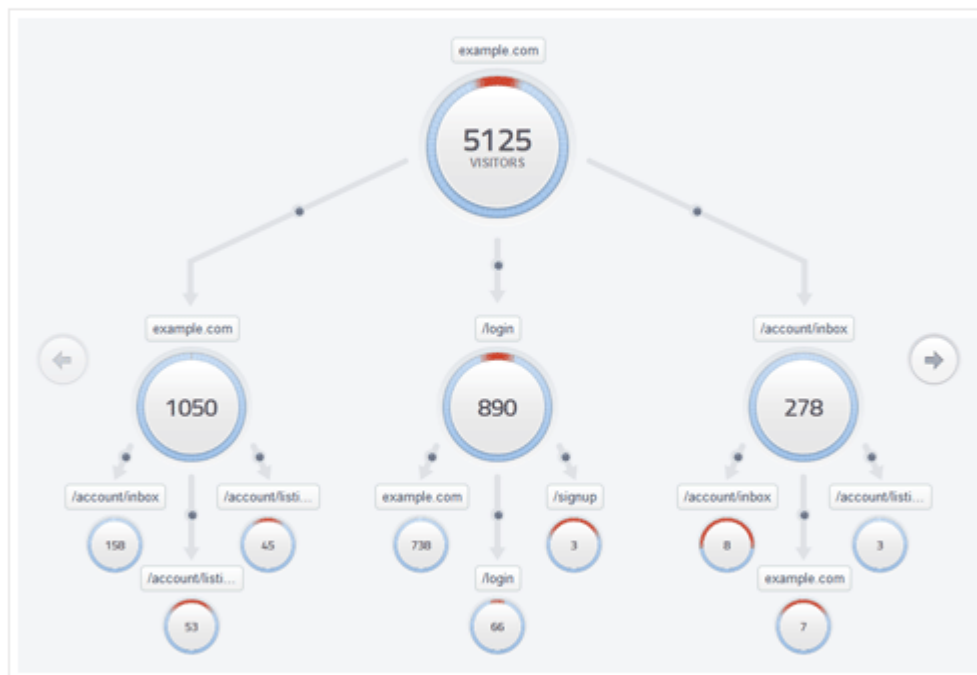 example.com
5125
VISITORS
example.com
/login
/account/inbox
1050
890
278
/account/inbox
/account/listi...
example.com
/signup
/account/inbox
/account/listi...
158
45
738
3
8
3
/account/listi...
/login
example.com
53
66
7